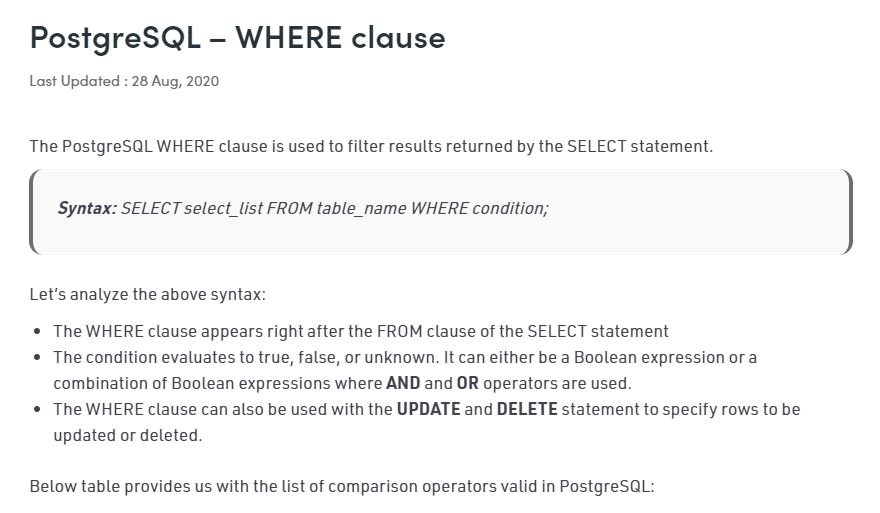 PostgreSQL – WHERE clause
Last Updated : 28 Aug, 2020
The PostgreSQL WHERE clause is used to filter results returned by the SELECT statement.
Syntax: SELECT select_list FROM table_name WHERE condition;
Let’s analyze the above syntax:
• The WHERE clause appears right after the FROM clause of the SELECT statement
• The condition evaluates to true, false, or unknown. It can either be a Boolean expression or a
combination of Boolean expressions where AND and OR operators are used.
• The WHERE clause can also be used with the UPDATE and DELETE statement to specify rows to be
updated or deleted.
Below table provides us with the list of comparison operators valid in PostgreSQL: